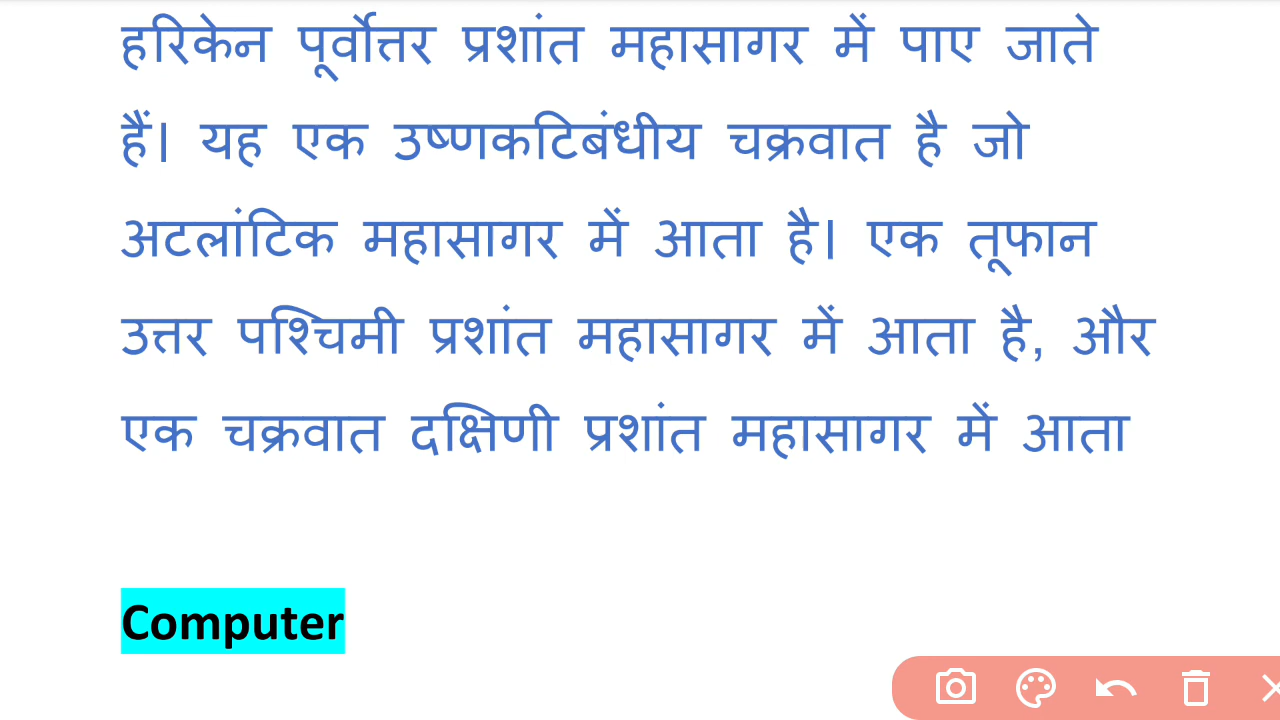 हरिकेन पूर्वोत्तर प्रशांत महासागर में पाए जाते
हैं। यह एक उष्णकटिबंधीय चक्रवात है जो
अटलांटिक महासागर में आता है। एक तूफान
उत्तर पश्चिमी प्रशांत महासागर में आता है, और
एक चक्रवात दक्षिणी प्रशांत महासागर में आता
Computer